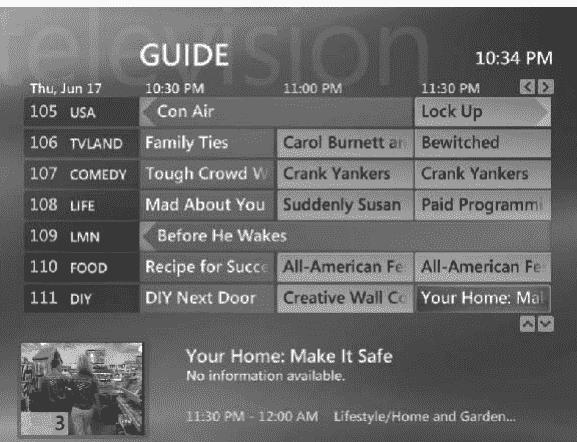 television
GUIDE
10:34 PM
Thu, Jun 17 10:30 PM 11:00 PM 11:30 PM
105 USA Con Air Lock Up
106 TVLAND Family Ties Carol Burnett an Bewitched
107 COMEDY Tough Crowd W Crank Yankers Crank Yankers
108 LIFE Mad About You Suddenly Susan Paid Programmi
109 LMN Before He Wakes
110 FOOD Recipe for Succe All-American Fe All-American Fe
111 DIY DIY Next Door Creative Wall Co Your Home: Mai
Your Home: Make It Safe
No information available.
3
11:30 PM - 12:00 AM Lifestyle/Home and Garden...